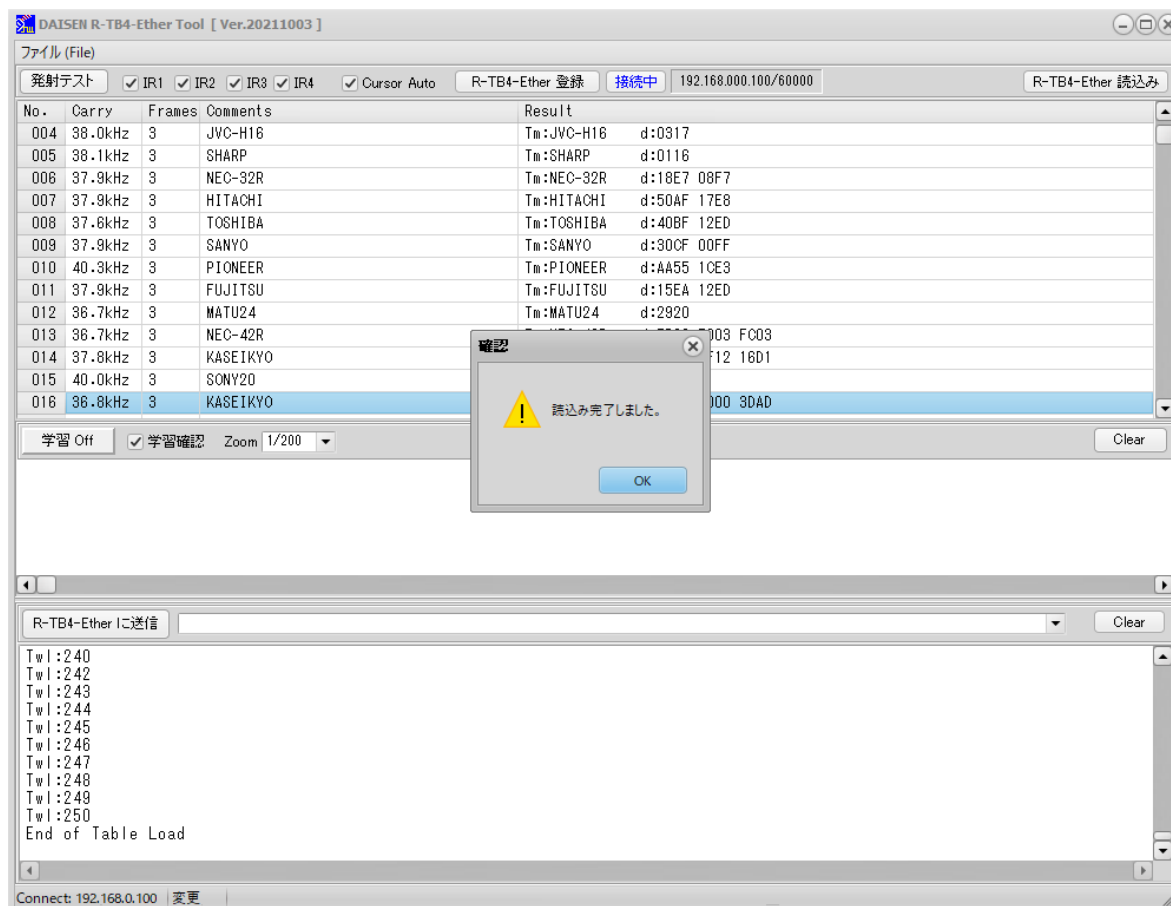 DAISEN R-TB4-Ether Tool [ Ver.20211003 ]
ファイル (File)
発射テスト IR1 IR2 IR3 IR4 Cursor Auto R-TB4-Ether 登録 接続中 192.168.000.100/60000 R-TB4-Ether 読込み
No. Carry Frames Comments Result
004 38.0kHz 3 JVC-H16 Tm:JVC-H16 d:0317
005 38.1kHz 3 SHARP Tm:SHARP d:0116
006 37.9kHz 3 NEC-32R Tm:NEC-32R d:18E7 08F7
007 37.9kHz 3 HITACHI Tm:HITACHI d:50AF 17E8
008 37.6kHz 3 TOSHIBA Tm:TOSHIBA d:40BF 12ED
009 37.9kHz 3 SANYO Tm:SANYO d:30CF 00FF
010 40.3kHz 3 PIONEER Tm:PIONEER d:AA55 1CE3
011 37.9kHz 3 FUJITSU Tm:FUJITSU d:15EA 12ED
012 36.7kHz 3 MATU24 Tm:MATU24 d:2920
013 36.7kHz 3 NEC-42R FC03
014 37.8kHz 3 KASEIKYO 16D1
015 40.0kHz 3 SONY20
016 36.8kHz 3 KASEIKYO 3DAD
確認
読込み完了しました。
OK
学習 Off 学習確認 Zoom 1/200 Clear
R-TB4-Ether に送信 Clear
Twl:240
Twl:242
Twl:243
Twl:244
Twl:245
Twl:246
Twl:247
Twl:248
Twl:249
Twl:250
End of Table Load
Connect: 192.168.0.100 変更